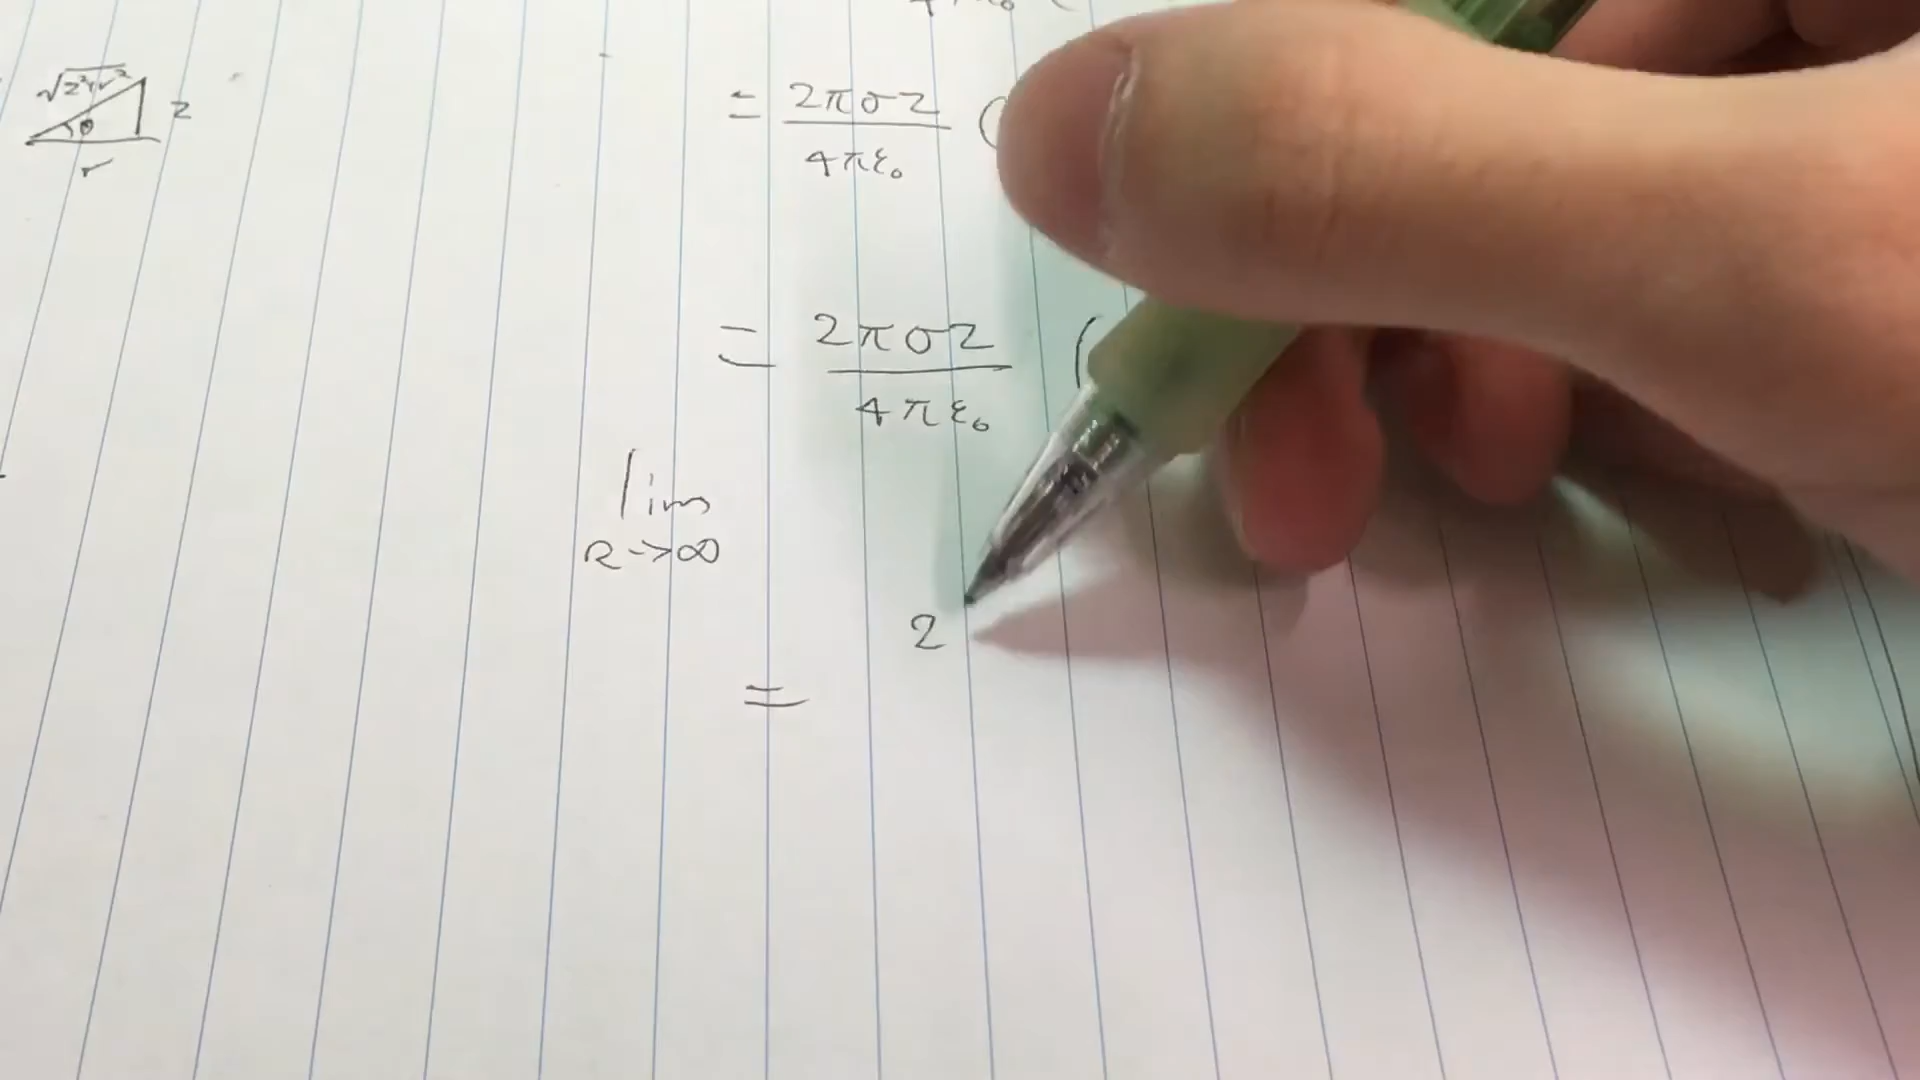 √z²+r²
z
θ
r
= 2πσz / 4πε₀ (
= 2πσz / 4πε₀ (
lim
R→∞
= 2